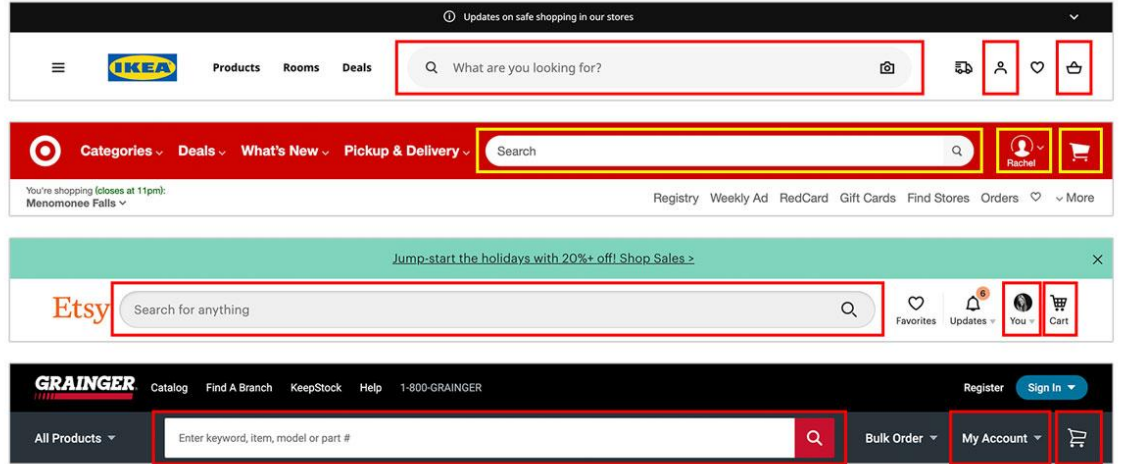 Updates on safe shopping in our stores
IKEA Products Rooms Deals What are you looking for?
Categories Deals What's New Pickup & Delivery Search Rachel
You're shopping (closes at 11pm):
Menomonee Falls Registry Weekly Ad RedCard Gift Cards Find Stores Orders More
Jump-start the holidays with 20%+ off! Shop Sales >
Etsy Search for anything Favorites 6 Updates You Cart
GRAINGER. Catalog Find A Branch KeepStock Help 1-800-GRAINGER Register Sign In
All Products Enter keyword, item, model or part # Bulk Order My Account